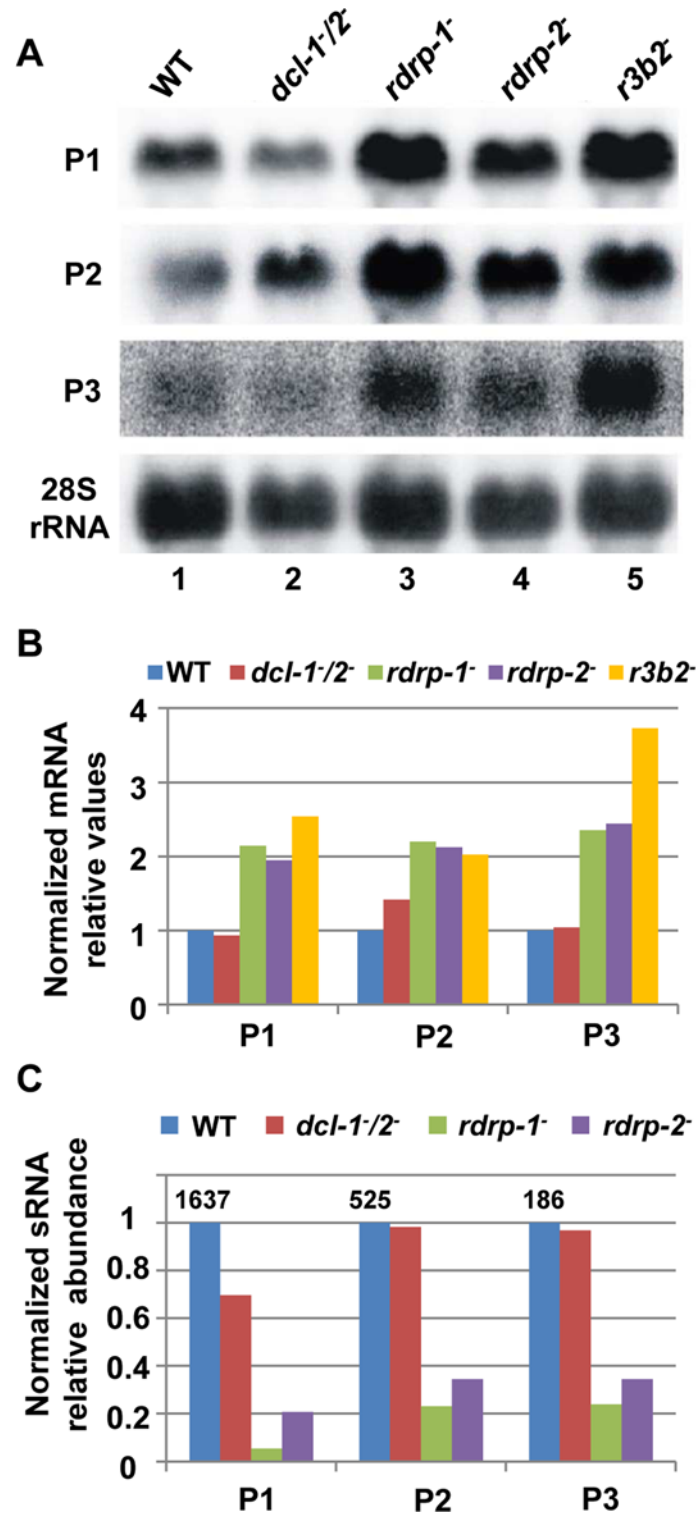 A
WT dcl-1⁻/2⁻ rdrp-1⁻ rdrp-2⁻ r3b2⁻
P1
P2
P3
28S
rRNA
1 2 3 4 5
B
WT dcl-1⁻/2⁻ rdrp-1⁻ rdrp-2⁻ r3b2⁻
Normalized mRNA
relative values
4
3
2
1
0
P1 P2 P3
C
WT dcl-1⁻/2⁻ rdrp-1⁻ rdrp-2⁻
Normalized sRNA
relative abundance
1637 525 186
1
0.8
0.6
0.4
0.2
0
P1 P2 P3